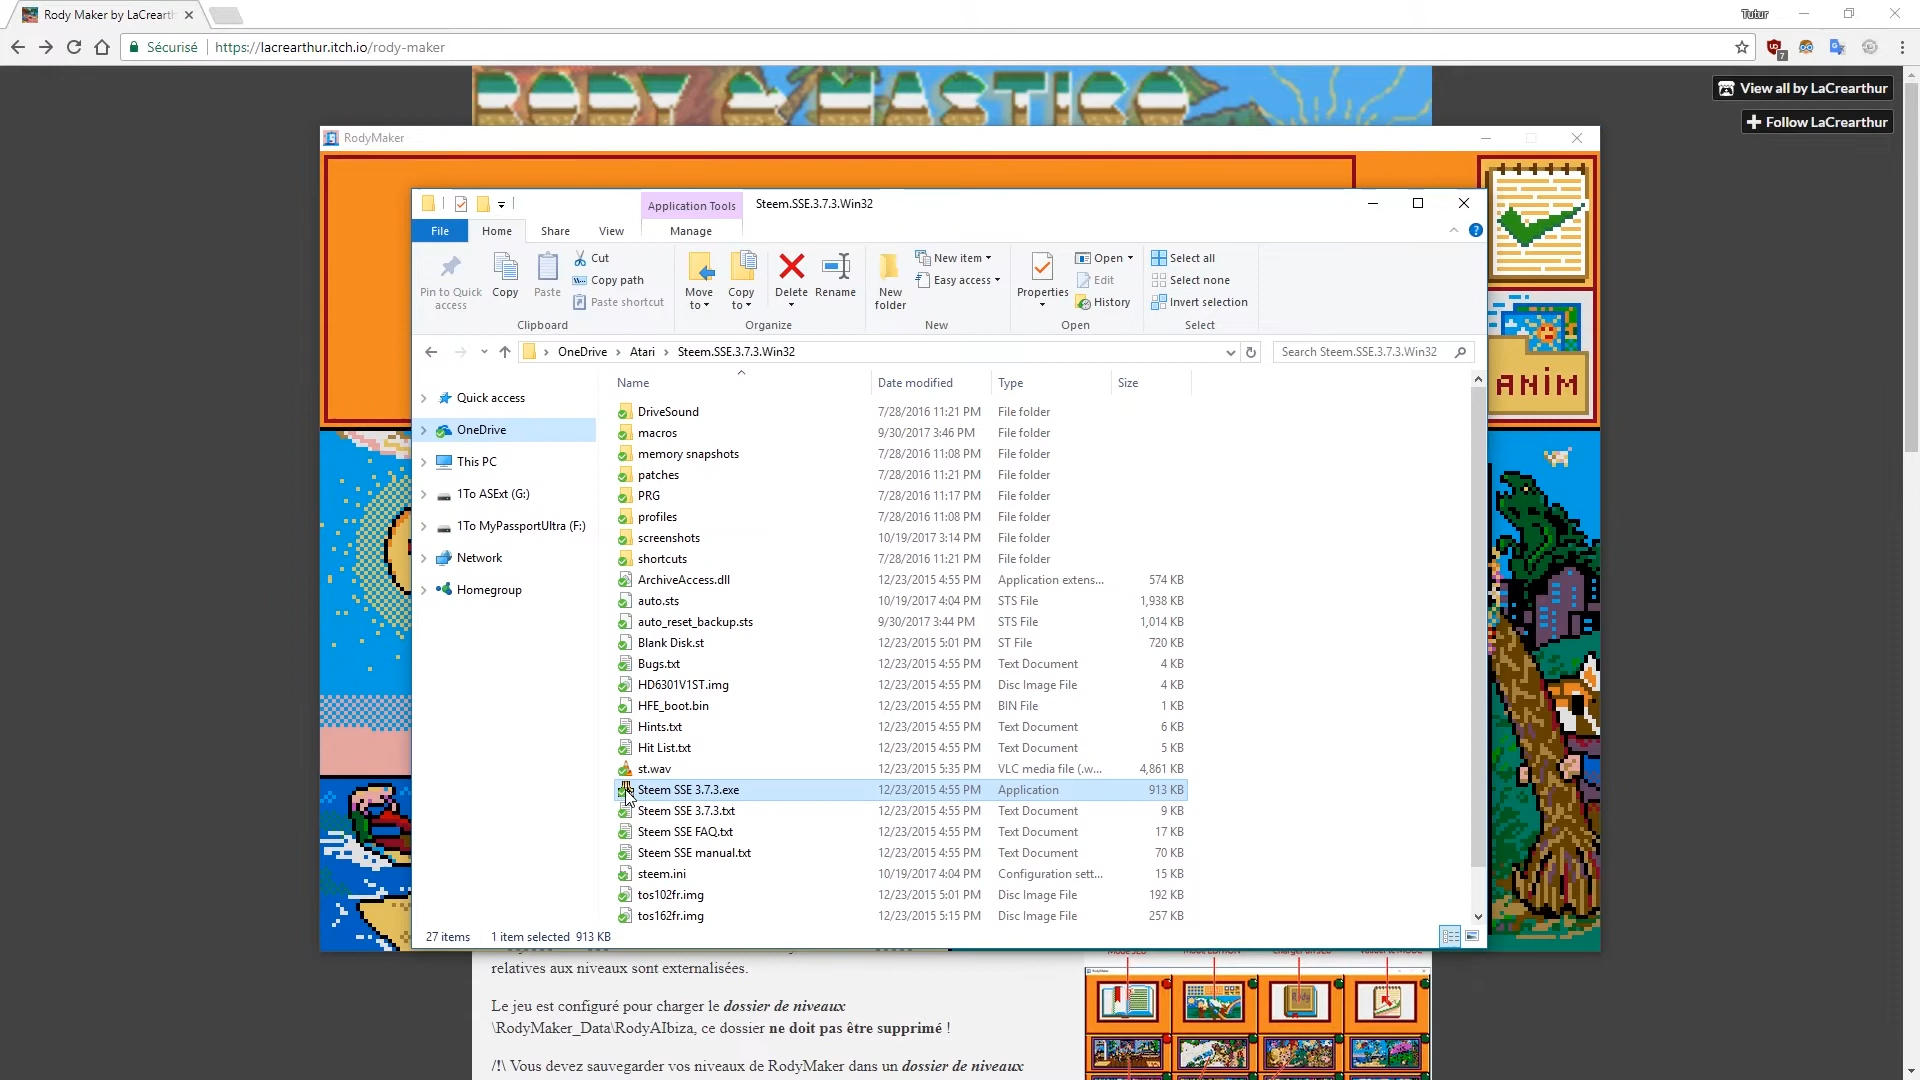 Rody Maker by LaCrearth
Tutur
Sécurisé https://lacrearthur.itch.io/rody-maker
7
View all by LaCrearthur
Follow LaCrearthur
RODY & MASTICO
RodyMaker
Application Tools
Steem.SSE.3.7.3.Win32
File Home Share View Manage
Pin to Quick access
Copy
Paste
Cut
Copy path
Paste shortcut
Clipboard
Move to
Copy to
Delete
Rename
Organize
New folder
New item
Easy access
New
Properties
Open
Edit
History
Open
Select all
Select none
Invert selection
Select
OneDrive Atari Steem.SSE.3.7.3.Win32
Search Steem.SSE.3.7.3.Win32
ANIM
Quick access
OneDrive
This PC
1To ASExt (G:)
1To MyPassportUltra (F:)
Network
Homegroup
Name Date modified Type Size
DriveSound 7/28/2016 11:21 PM File folder
macros 9/30/2017 3:46 PM File folder
memory snapshots 7/28/2016 11:08 PM File folder
patches 7/28/2016 11:21 PM File folder
PRG 7/28/2016 11:17 PM File folder
profiles 7/28/2016 11:08 PM File folder
screenshots 10/19/2017 3:14 PM File folder
shortcuts 7/28/2016 11:21 PM File folder
ArchiveAccess.dll 12/23/2015 4:55 PM Application extens... 574 KB
auto.sts 10/19/2017 4:04 PM STS File 1,938 KB
auto_reset_backup.sts 9/30/2017 3:44 PM STS File 1,014 KB
Blank Disk.st 12/23/2015 5:01 PM ST File 720 KB
Bugs.txt 12/23/2015 4:55 PM Text Document 4 KB
HD6301V1ST.img 12/23/2015 4:55 PM Disc Image File 4 KB
HFE_boot.bin 12/23/2015 4:55 PM BIN File 1 KB
Hints.txt 12/23/2015 4:55 PM Text Document 6 KB
Hit List.txt 12/23/2015 4:55 PM Text Document 5 KB
st.wav 12/23/2015 5:35 PM VLC media file (.w... 4,861 KB
Steem SSE 3.7.3.exe 12/23/2015 4:55 PM Application 913 KB
Steem SSE 3.7.3.txt 12/23/2015 4:55 PM Text Document 9 KB
Steem SSE FAQ.txt 12/23/2015 4:55 PM Text Document 17 KB
Steem SSE manual.txt 12/23/2015 4:55 PM Text Document 70 KB
steem.ini 10/19/2017 4:04 PM Configuration sett... 15 KB
tos102fr.img 12/23/2015 5:01 PM Disc Image File 192 KB
tos162fr.img 12/23/2015 5:15 PM Disc Image File 257 KB
27 items 1 item selected 913 KB
relatives aux niveaux sont externalisées.
Le jeu est configuré pour charger le dossier de niveaux
\RodyMaker_Data\RodyAIbiza, ce dossier ne doit pas être supprimé !
/!\ Vous devez sauvegarder vos niveaux de RodyMaker dans un dossier de niveaux
Rody